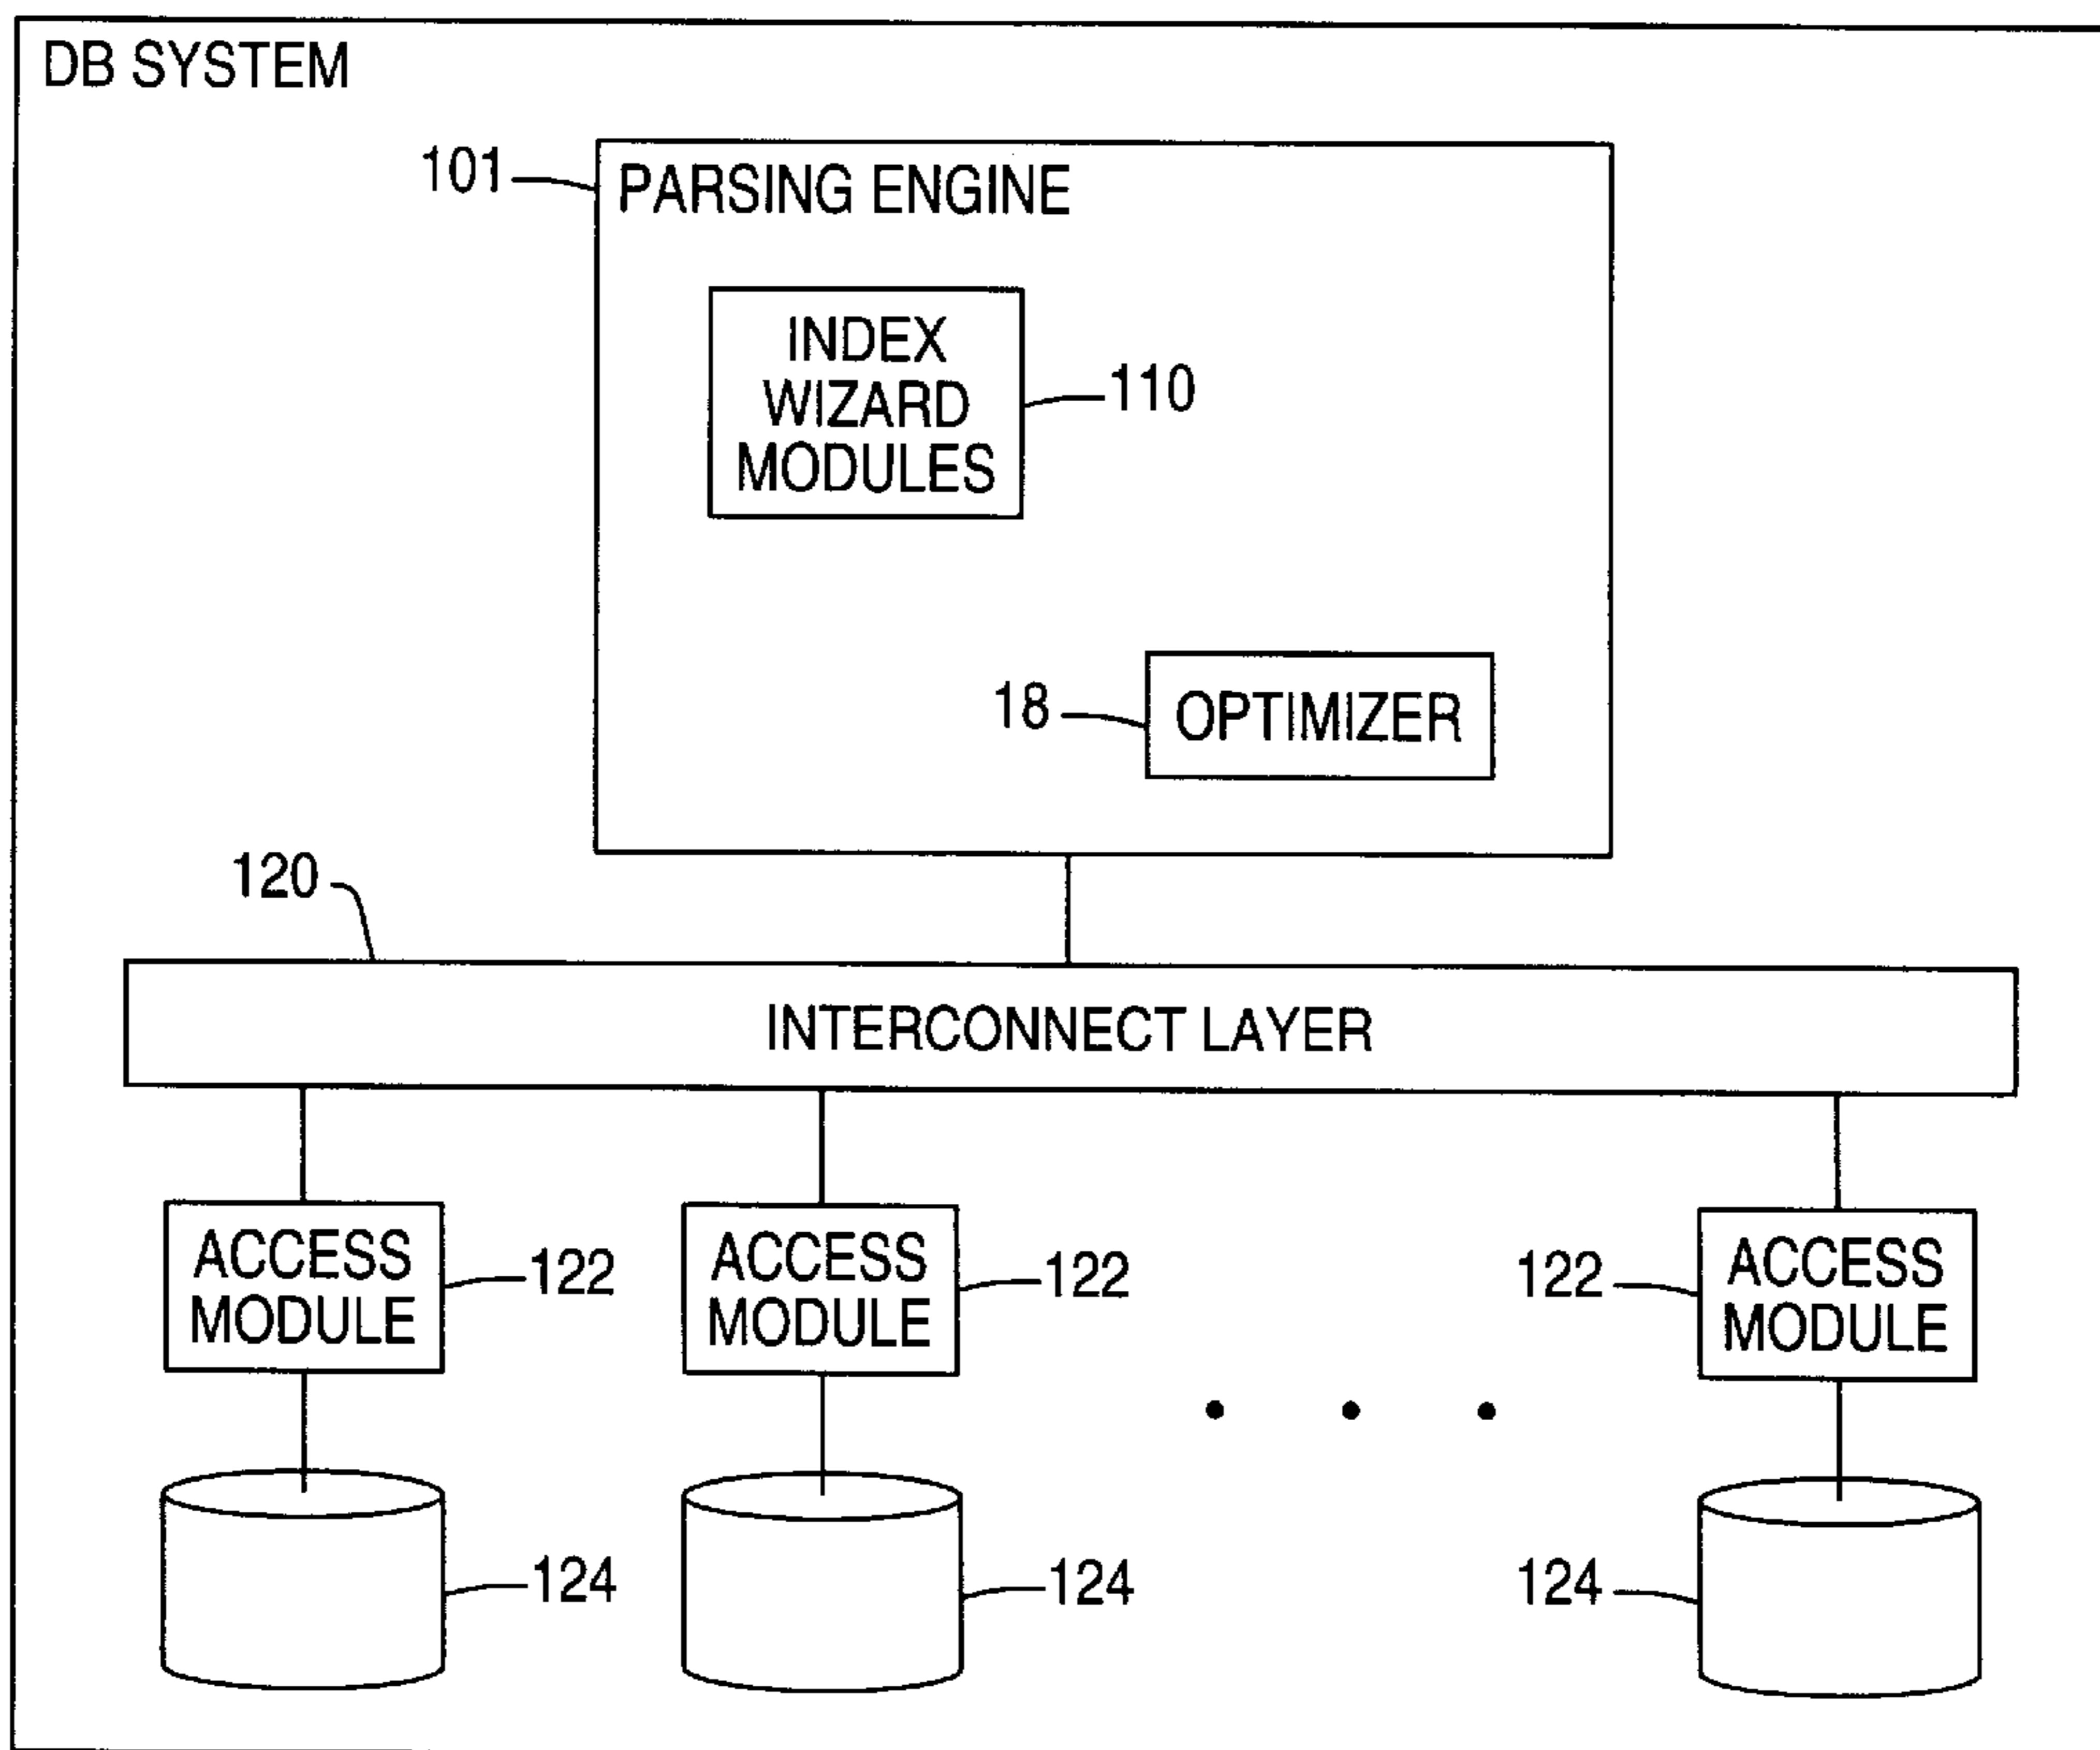 DB SYSTEM
101
PARSING ENGINE
INDEX
WIZARD
MODULES
110
18
OPTIMIZER
120
INTERCONNECT LAYER
ACCESS
MODULE
122
ACCESS
MODULE
122
122
ACCESS
MODULE
124
124
124